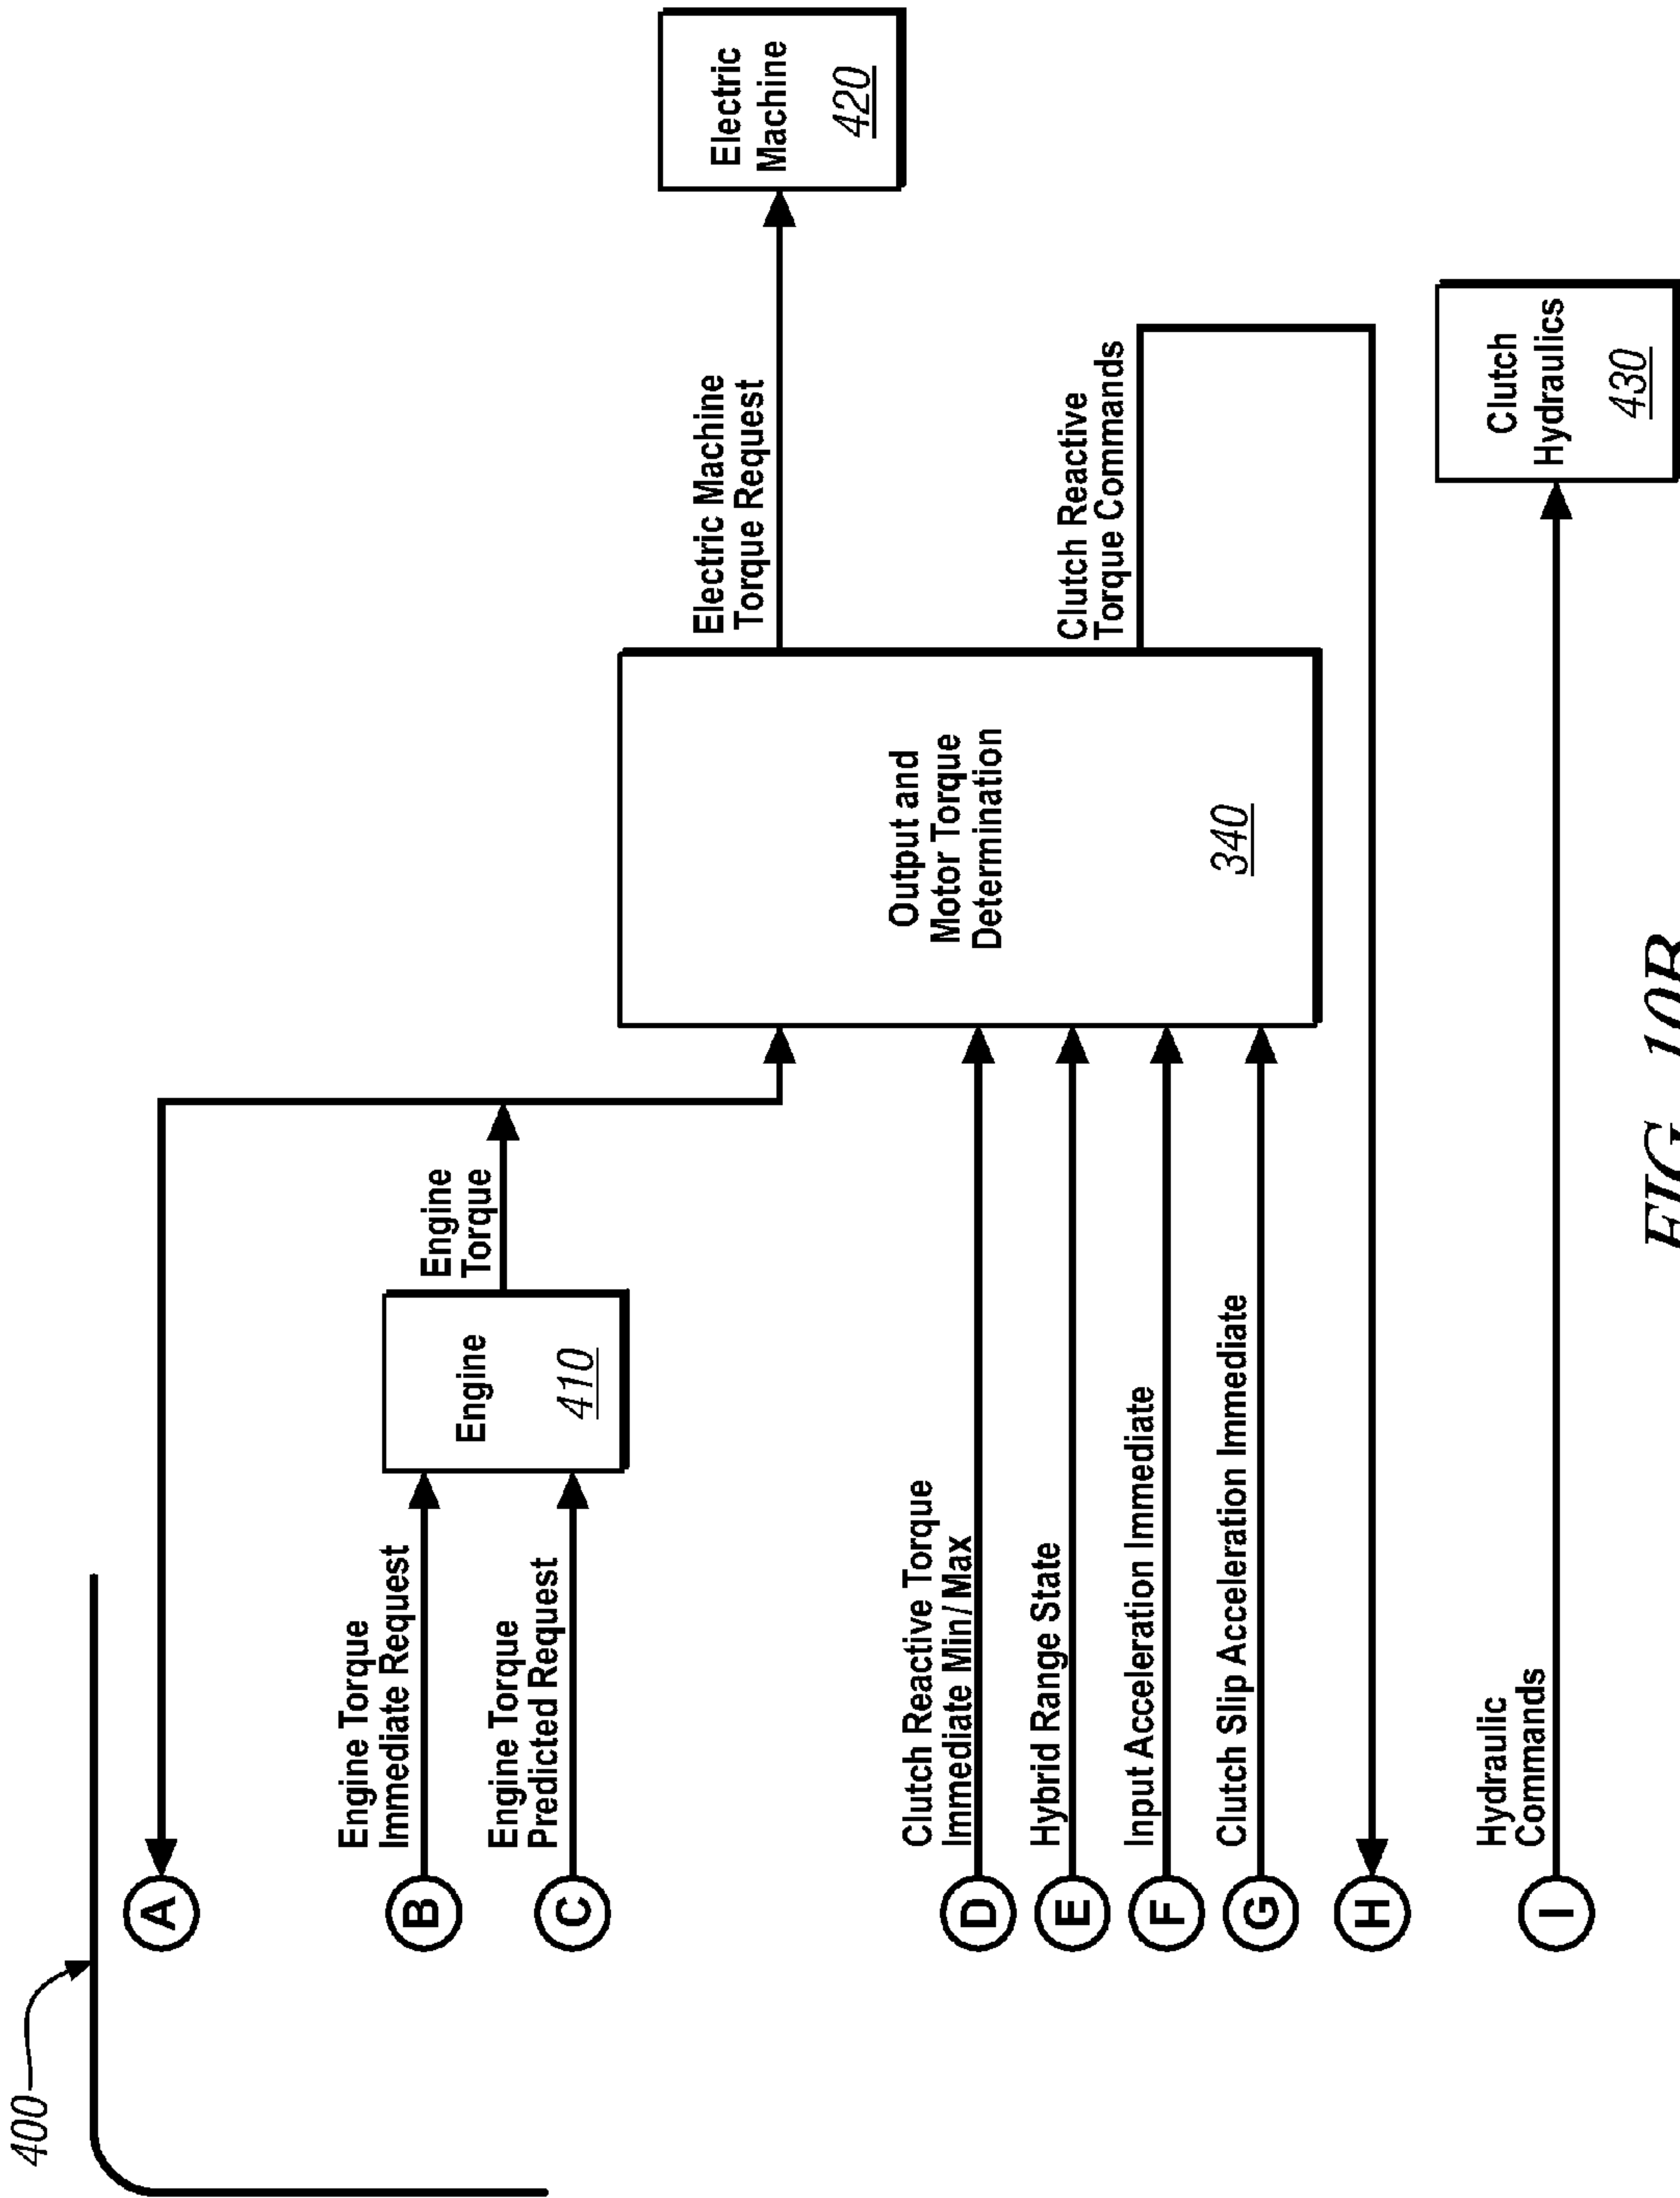 400
A
B
C
D
E
F
G
H
I
Engine Torque
Immediate Request
Engine Torque
Predicted Request
Engine
410
Engine
Torque
Clutch Reactive Torque
Immediate Min/Max
Hybrid Range State
Input Acceleration Immediate
Clutch Slip Acceleration Immediate
Hydraulic
Commands
Output and
Motor Torque
Determination
340
Electric Machine
Torque Request
Clutch Reactive
Torque Commands
Electric
Machine
420
Clutch
Hydraulics
430
FIG. 10B